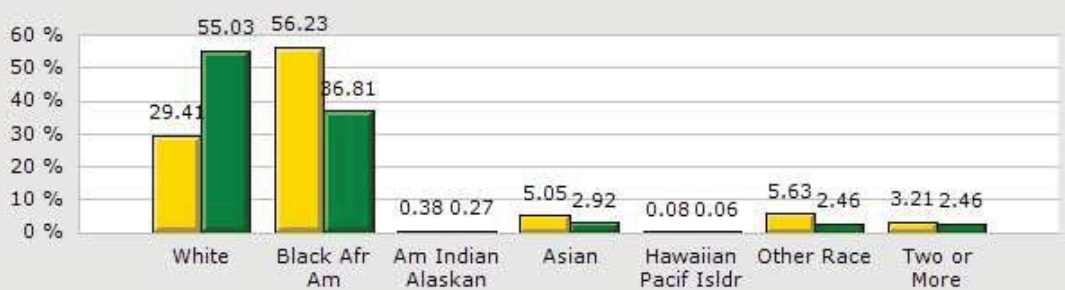 60 %
50 %
40 %
30 %
20 %
10 %
0 %
29.41 55.03 56.23 36.81 0.38 0.27 5.05 2.92 0.08 0.06 5.63 2.46 3.21 2.46
White Black Afr Am Indian Asian Hawaiian Other Race Two or
Am Alaskan Pacif Isldr More